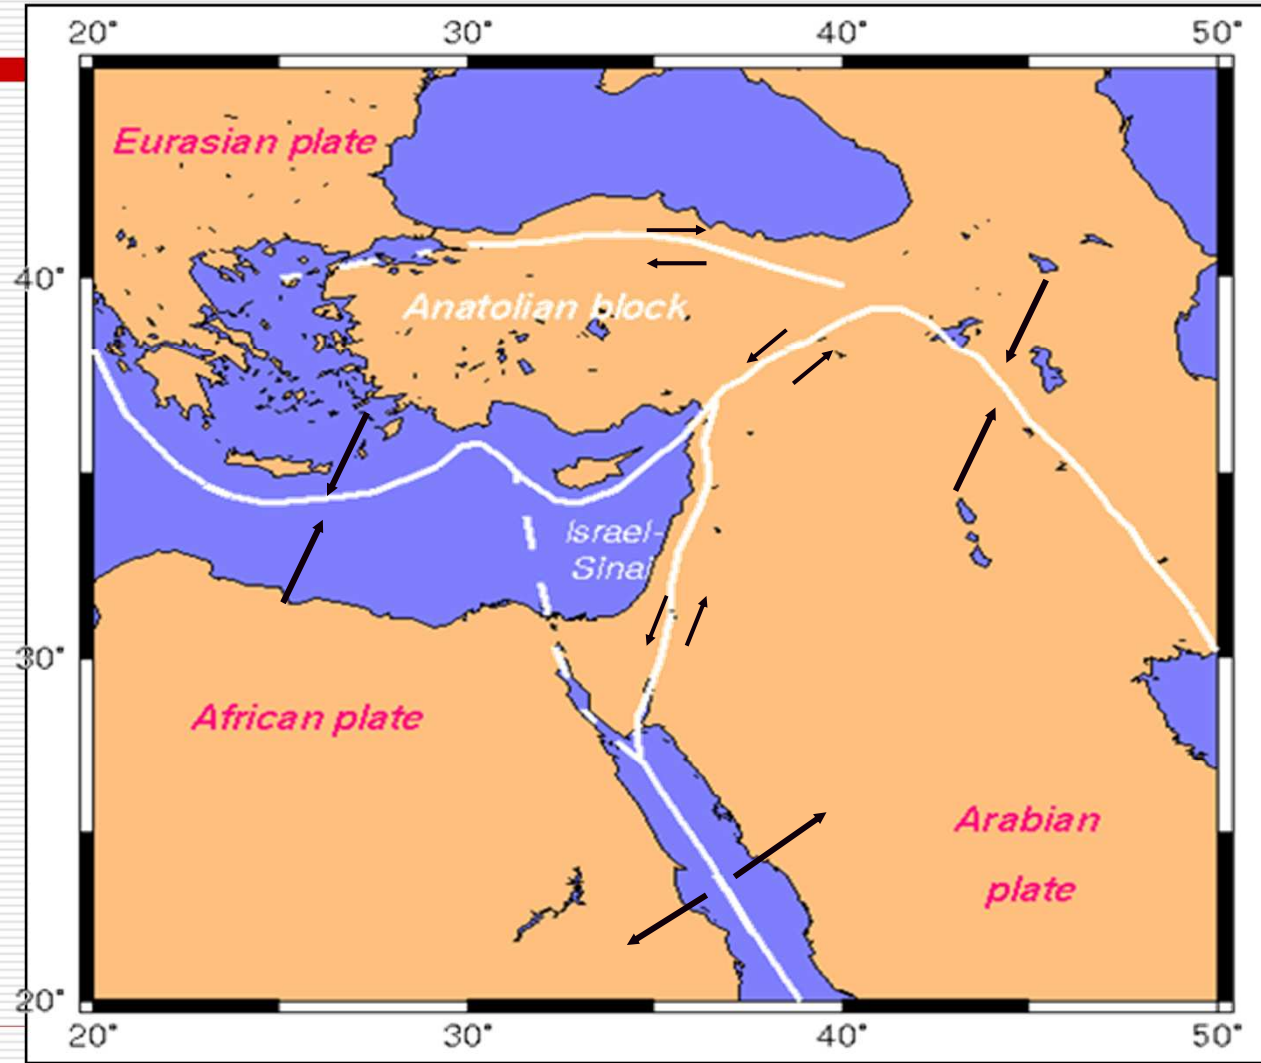 20° 30° 40° 50°
Eurasian plate
40°
Anatolian block
Israel-
Sinai
30°
African plate
Arabian
plate
20°
20° 30° 40° 50°